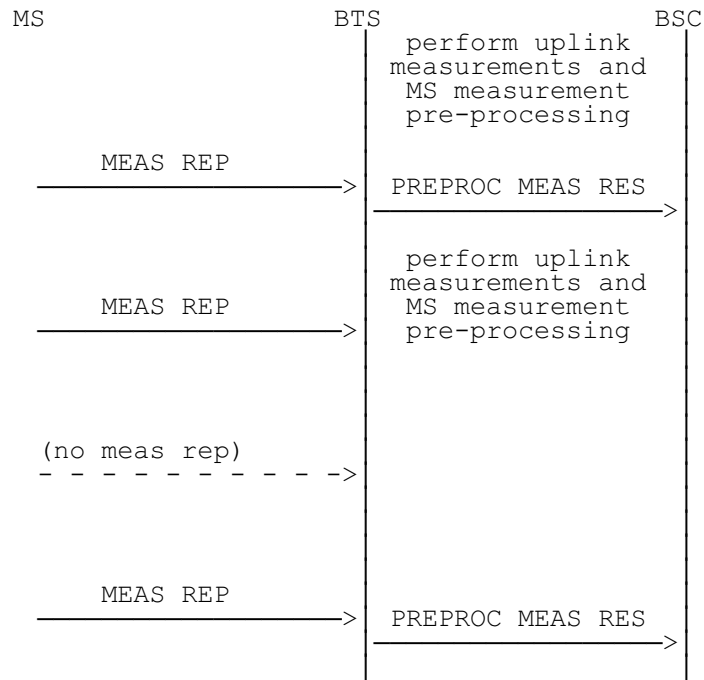 MS BTS BSC
perform uplink
measurements and
MS measurement
pre-processing
MEAS REP
PREPROC MEAS RES
perform uplink
measurements and
MEAS REP MS measurement
pre-processing
(no meas rep)
MEAS REP
PREPROC MEAS RES